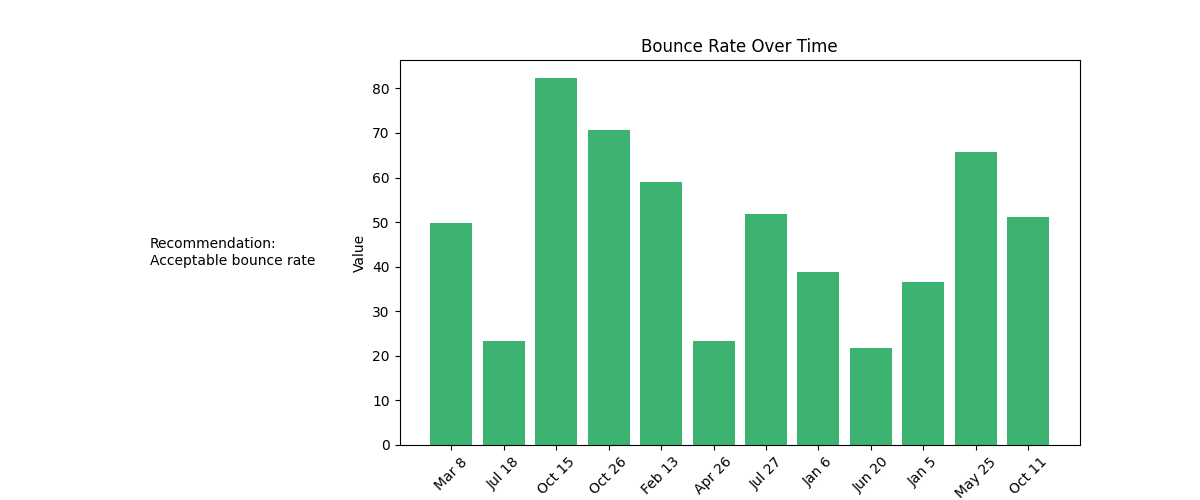 Bounce Rate Over Time
Recommendation:
Acceptable bounce rate
Value
80
70
60
50
40
30
20
10
0
Mar 8
Jul 18
Oct 15
Oct 26
Feb 13
Apr 26
Jul 27
Jan 6
Jun 20
Jan 5
May 25
Oct 11